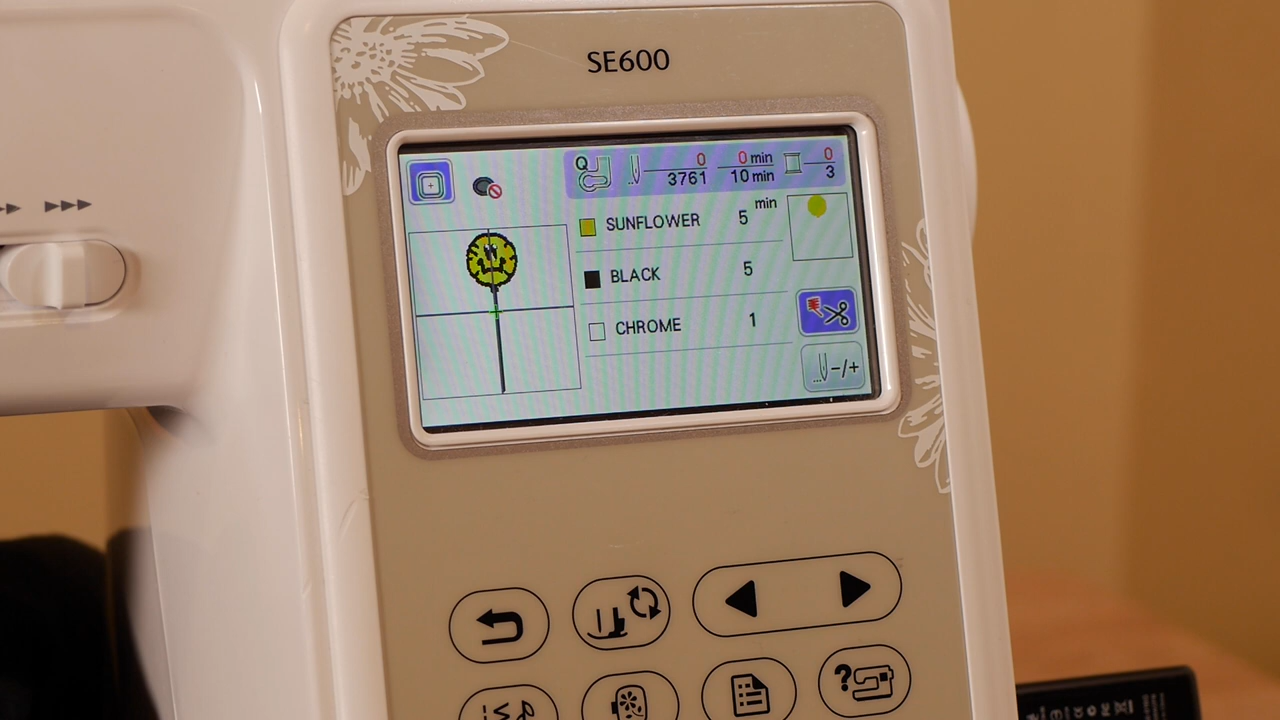 SE600
Q 0 0 min 0
3761 10 min 3
min
SUNFLOWER 5
BLACK 5
CHROME 1
-/+
?